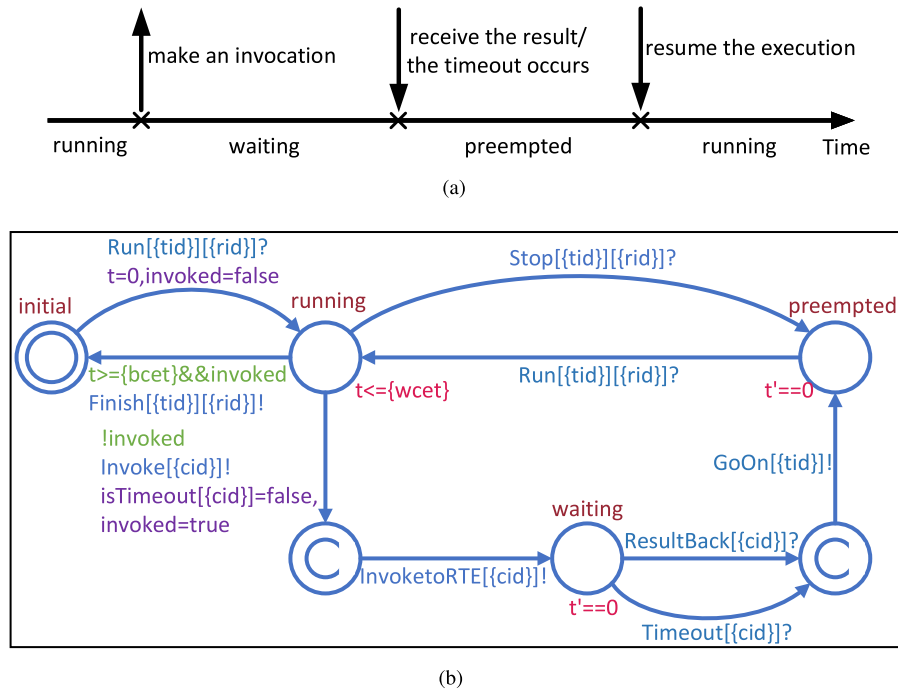 make an invocation
receive the result/
the timeout occurs
resume the execution
running
waiting
preempted
running
Time
(a)
Run[{tid}][{rid}]?
t=0,invoked=false
Stop[{tid}][{rid}]?
initial
running
preempted
t>={bcet}&&invoked
Finish[{tid}][{rid}]!
t<={wcet}
Run[{tid}][{rid}]?
t'==0
!invoked
Invoke[{cid}]!
isTimeout[{cid}]=false,
invoked=true
GoOn[{tid}]!
waiting
C
InvoketoRTE[{cid}]!
ResultBack[{cid}]?
C
t'==0
Timeout[{cid}]?
(b)